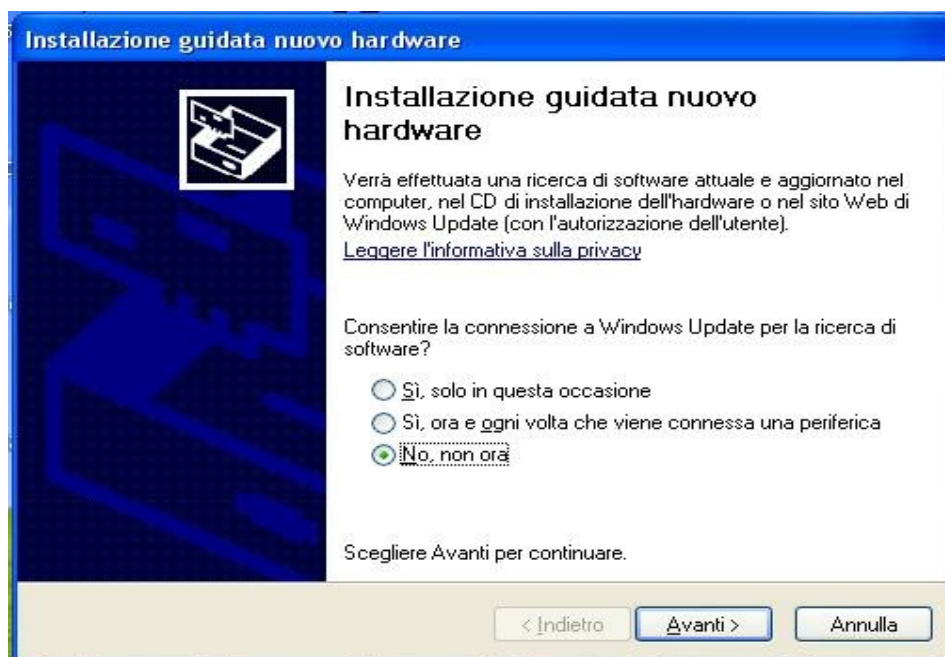 Installazione guidata nuovo hardware
Installazione guidata nuovo
hardware
Verrà effettuata una ricerca di software attuale e aggiornato nel
computer, nel CD di installazione dell'hardware o nel sito Web di
Windows Update (con l'autorizzazione dell'utente).
Leggere l'informativa sulla privacy
Consentire la connessione a Windows Update per la ricerca di
software?
Sì, solo in questa occasione
Sì, ora e ogni volta che viene connessa una periferica
No, non ora
Scegliere Avanti per continuare.
< Indietro Avanti > Annulla